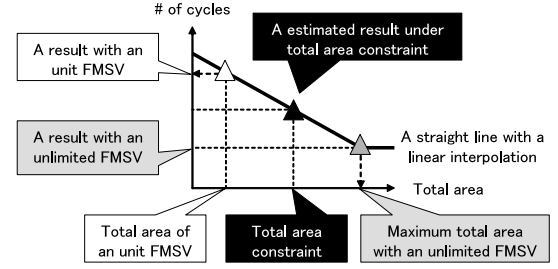 # of cycles
A result with an
unit FMSV
A estimated result under
total area constraint
A result with an
unlimited FMSV
A straight line with a
linear interpolation
Total area
Total area of
an unit FMSV
Total area
constraint
Maximum total area
with an unlimited FMSV